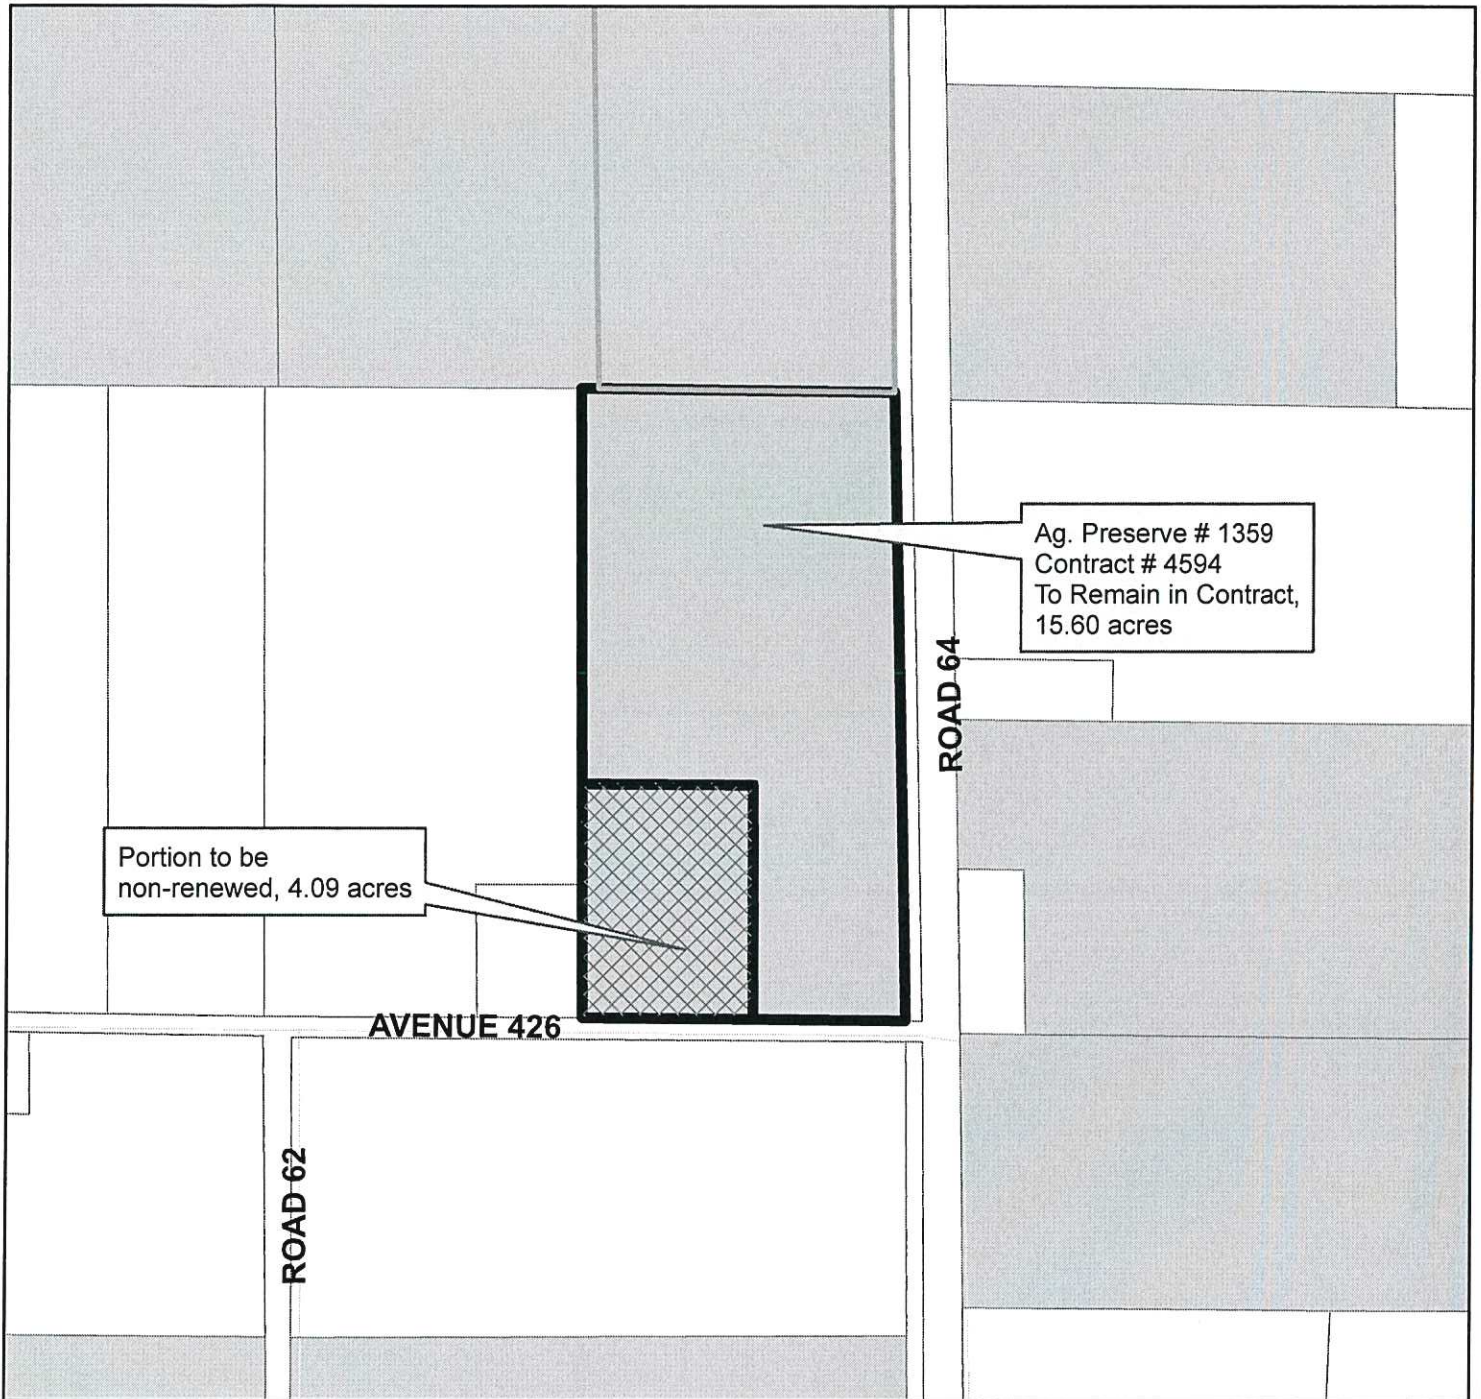 Ag. Preserve # 1359
Contract # 4594
To Remain in Contract,
15.60 acres
ROAD 64
Portion to be
non-renewed, 4.09 acres
AVENUE 426
ROAD 62